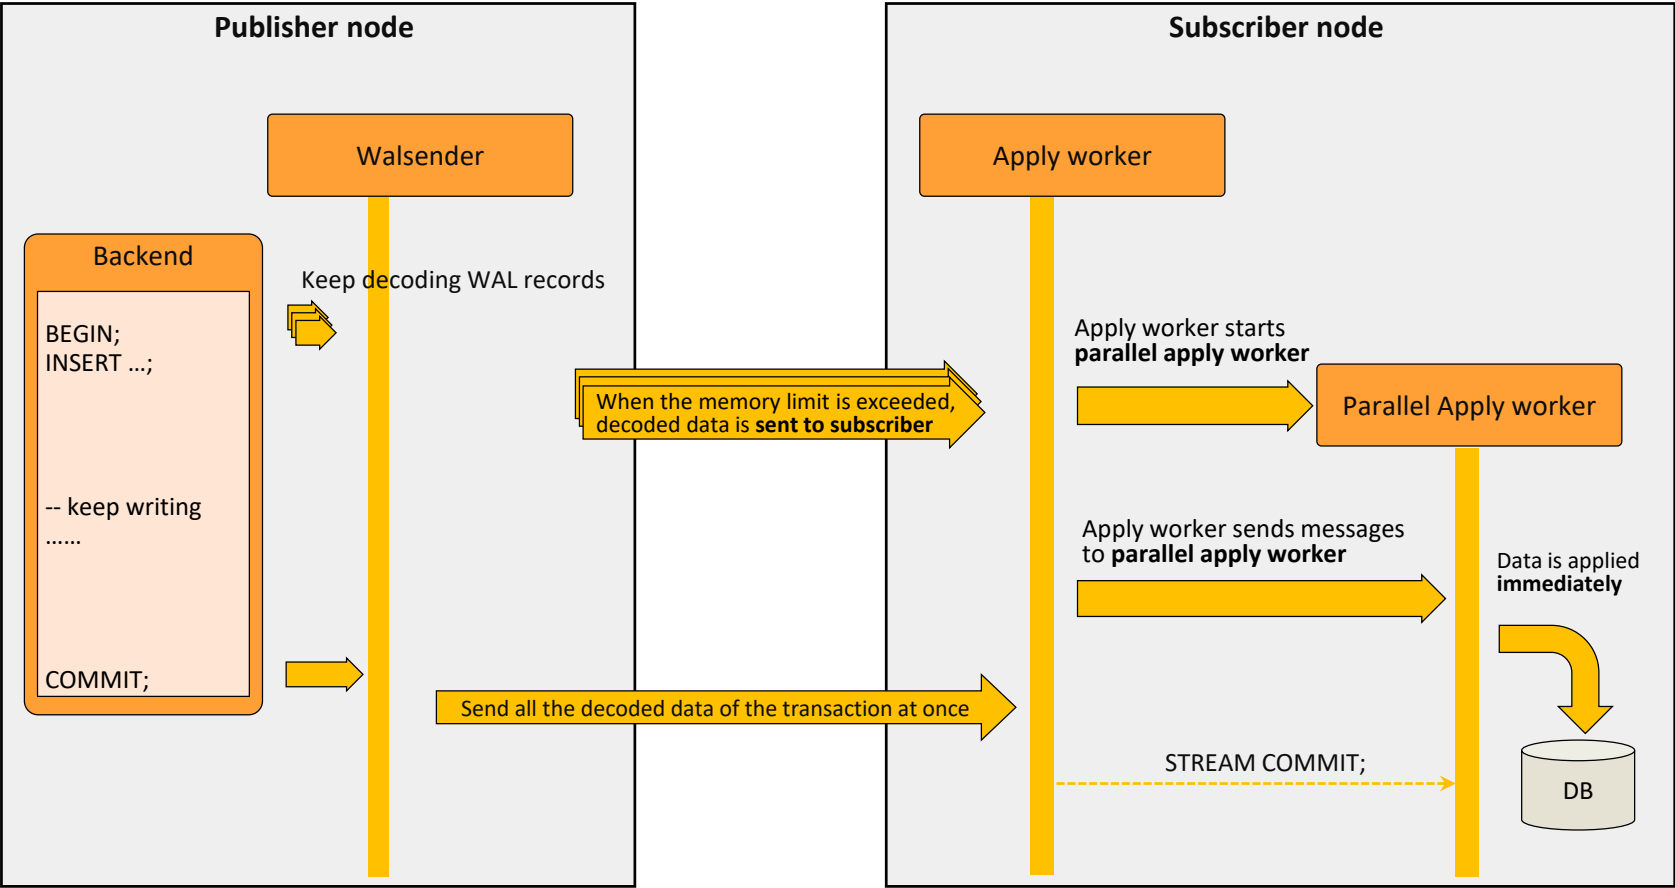 Publisher node
Subscriber node
Walsender
Apply worker
Backend
Keep decoding WAL records
BEGIN;
INSERT ...;
Apply worker starts
parallel apply worker
When the memory limit is exceeded,
decoded data is sent to subscriber
Parallel Apply worker
-- keep writing
......
Apply worker sends messages
to parallel apply worker
Data is applied
immediately
COMMIT;
Send all the decoded data of the transaction at once
STREAM COMMIT;
DB